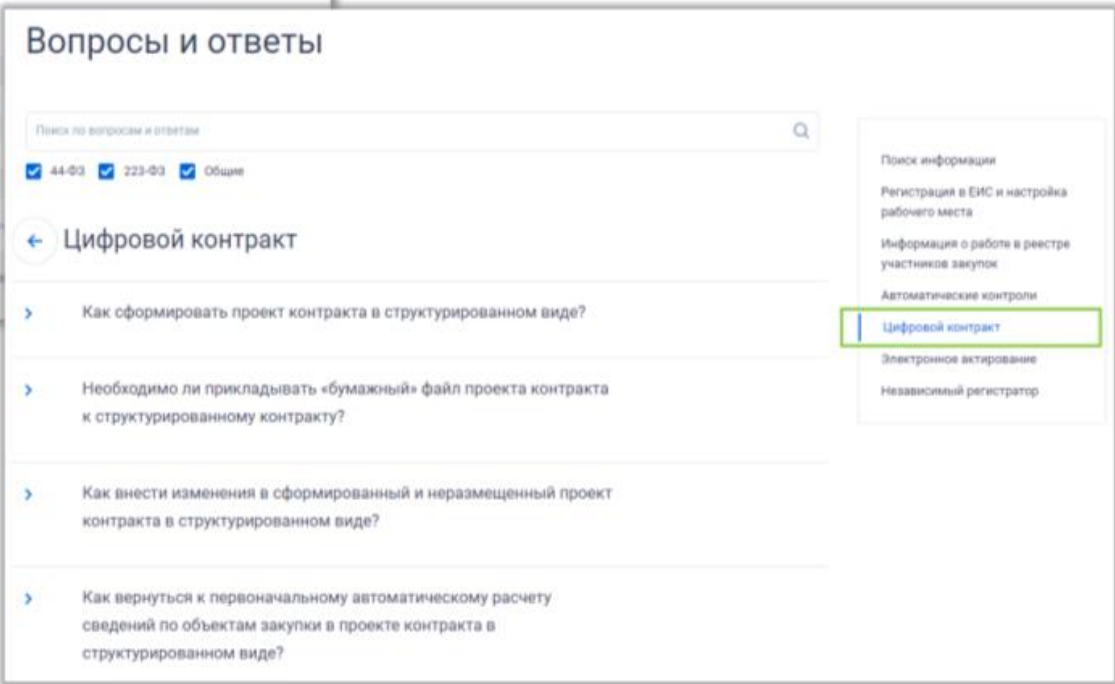 Вопросы и ответы
Поиск по вопросам и ответам
44-ФЗ 223-ФЗ Общие
Цифровой контракт
Как сформировать проект контракта в структурированном виде?
Необходимо ли прикладывать «бумажный» файл проекта контракта
к структурированному контракту?
Как внести изменения в сформированный и неразмещенный проект
контракта в структурированном виде?
Как вернуться к первоначальному автоматическому расчету
сведений по объектам закупки в проекте контракта в
структурированном виде?
Поиск информации
Регистрация в ЕИС и настройка
рабочего места
Информация о работе в реестре
участников закупок
Автоматические контроли
Цифровой контракт
Электронное актирование
Независимый регистратор